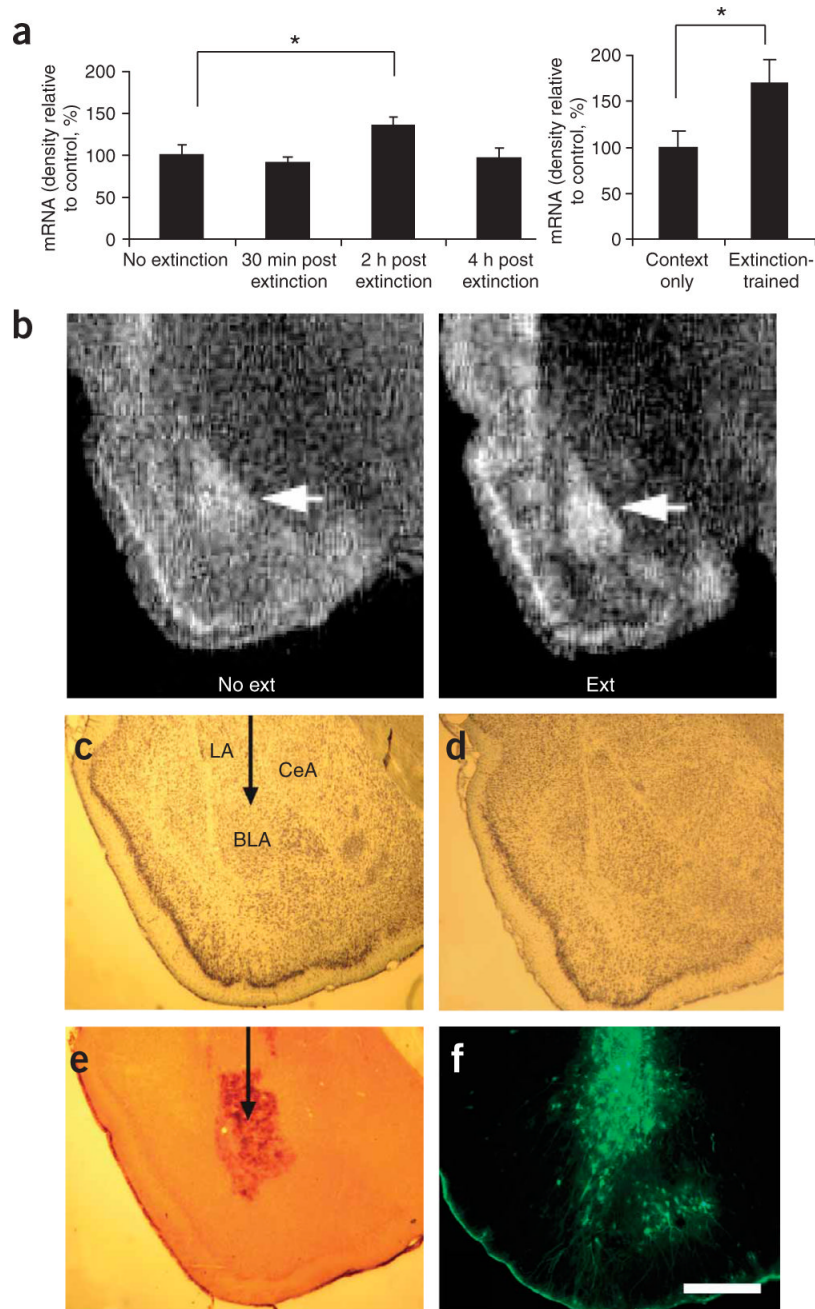 a
*
mRNA (density relative
to control, %)
200
150
100
50
0
No extinction
30 min post
extinction
2 h post
extinction
4 h post
extinction
*
mRNA (density relative
to control, %)
200
150
100
50
0
Context
only
Extinction-
trained
b
No ext
Ext
c
LA
CeA
BLA
d
e
f